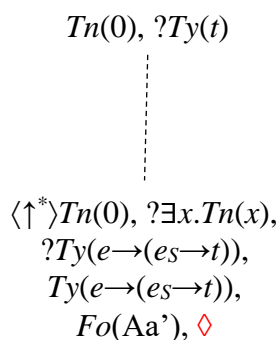 Tn(0), ?Ty(t)
⟨↑*⟩Tn(0), ?∃x.Tn(x),
?Ty(e→(eS→t)),
Ty(e→(eS→t)),
Fo(Aa’), ◊